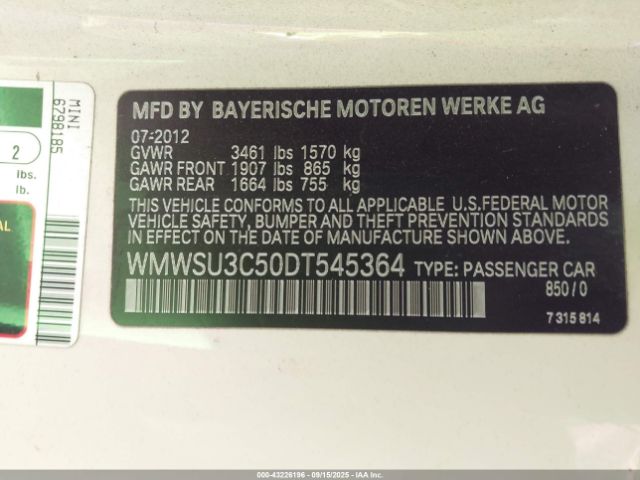 MINI
6798185
2
lbs.
lb.
AL
MFD BY BAYERISCHE MOTOREN WERKE AG
07-2012
GVWR 3461 lbs 1570 kg
GAWR FRONT 1907 lbs 865 kg
GAWR REAR 1664 lbs 755 kg
THIS VEHICLE CONFORMS TO ALL APPLICABLE U.S.FEDERAL MOTOR
VEHICLE SAFETY, BUMPER AND THEFT PREVENTION STANDARDS
IN EFFECT ON THE DATE OF MANUFACTURE SHOWN ABOVE.
WMWSU3C50DT545364 TYPE: PASSENGER CAR
850/0
7 315 814
000-43226196 - 09/15/2025 - IAAI.COM